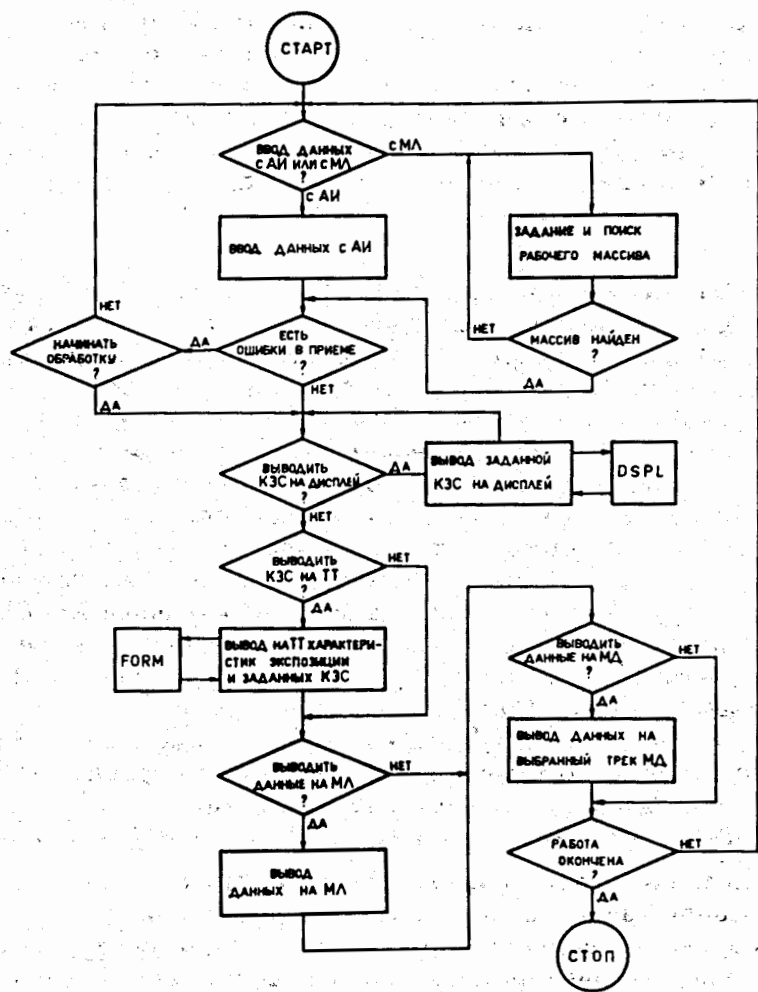 СТАРТ
ВВОД ДАННЫХ
С АИ ИЛИ С МЛ
?
С МЛ
С АИ
ВВОД ДАННЫХ С АИ
ЗАДАНИЕ И ПОИСК
РАБОЧЕГО МАССИВА
НЕТ
НАЧИНАТЬ
ОБРАБОТКУ
?
ДА
ДА
ЕСТЬ
ОШИБКИ В ПРИЕМЕ
?
НЕТ
НЕТ
МАССИВ НАЙДЕН
?
ДА
ВЫВОДИТЬ
КЗС НА ДИСПЛЕЙ
?
ДА
НЕТ
ВЫВОД ЗАДАННОЙ
КЗС НА ДИСПЛЕЙ
DSPL
ВЫВОДИТЬ
КЗС НА ТТ
?
НЕТ
ДА
FORM
ВЫВОД НА ТТ ХАРАКТЕРИ-
СТИК ЭКСПОЗИЦИИ
И ЗАДАННЫХ КЗС
ВЫВОДИТЬ
ДАННЫЕ НА МЛ
?
НЕТ
ДА
ВЫВОД
ДАННЫХ НА МЛ
ВЫВОДИТЬ
ДАННЫЕ НА МД
?
НЕТ
ДА
ВЫВОД ДАННЫХ НА
ВЫБРАННЫЙ ТРЕК МД
РАБОТА
ОКОНЧЕНА
?
НЕТ
ДА
СТОП